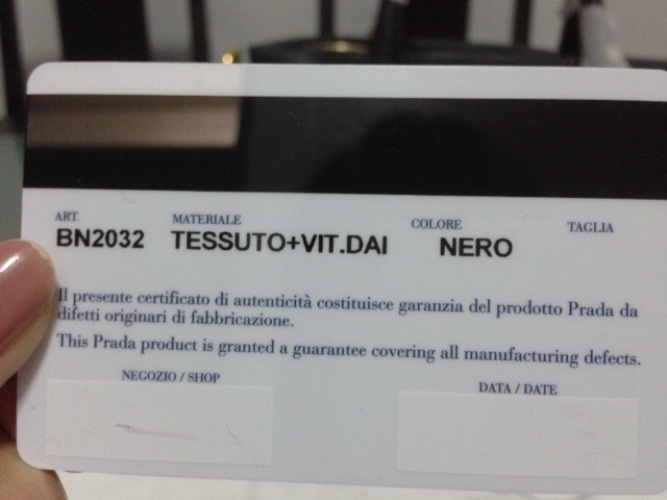 ART. MATERIALE COLORE TAGLIA
BN2032 TESSUTO+VIT.DAI NERO
Il presente certificato di autenticità costituisce garanzia del prodotto Prada da
difetti originari di fabbricazione.
This Prada product is granted a guarantee covering all manufacturing defects.
NEGOZIO / SHOP DATA / DATE